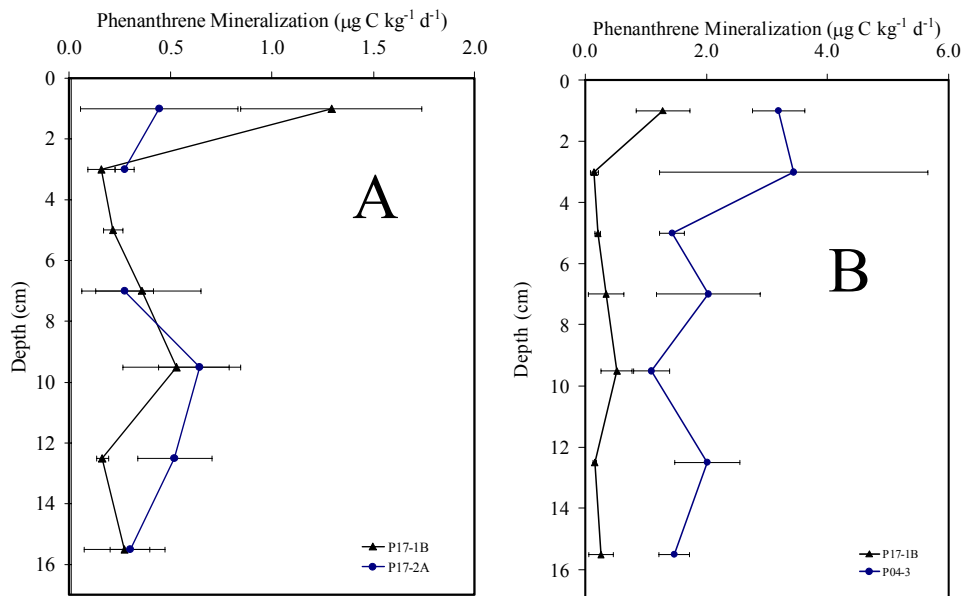 Phenanthrene Mineralization (µg C kg⁻¹ d⁻¹)
0.0 0.5 1.0 1.5 2.0
0
2
4
6
8
10
12
14
16
Depth (cm)
A
P17-1B
P17-2A
Phenanthrene Mineralization (µg C kg⁻¹ d⁻¹)
0.0 2.0 4.0 6.0
0
2
4
6
8
10
12
14
16
Depth (cm)
B
P17-1B
P04-3